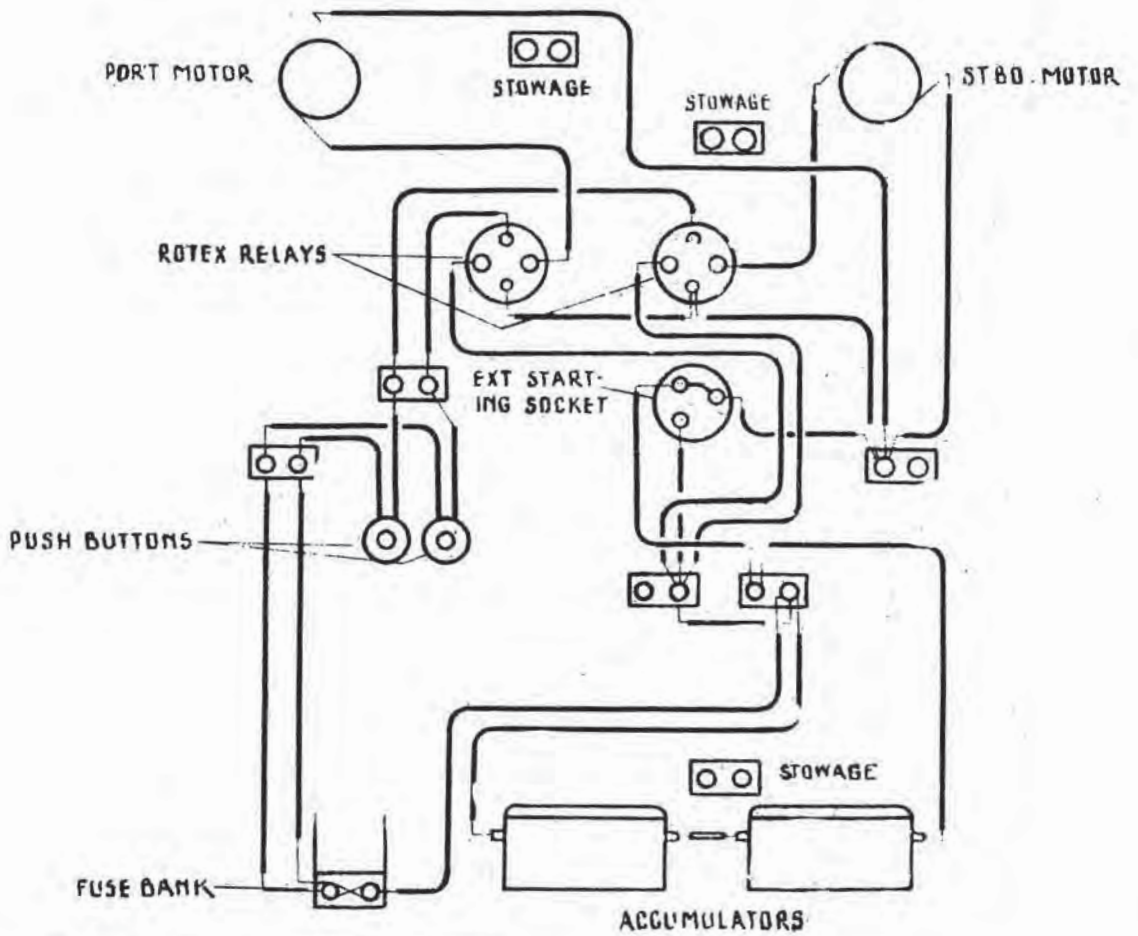 PORT MOTOR
STOWAGE
STBD. MOTOR
STOWAGE
ROTEX RELAYS
EXT START-
ING SOCKET
PUSH BUTTONS
STOWAGE
FUSE BANK
ACCUMULATORS